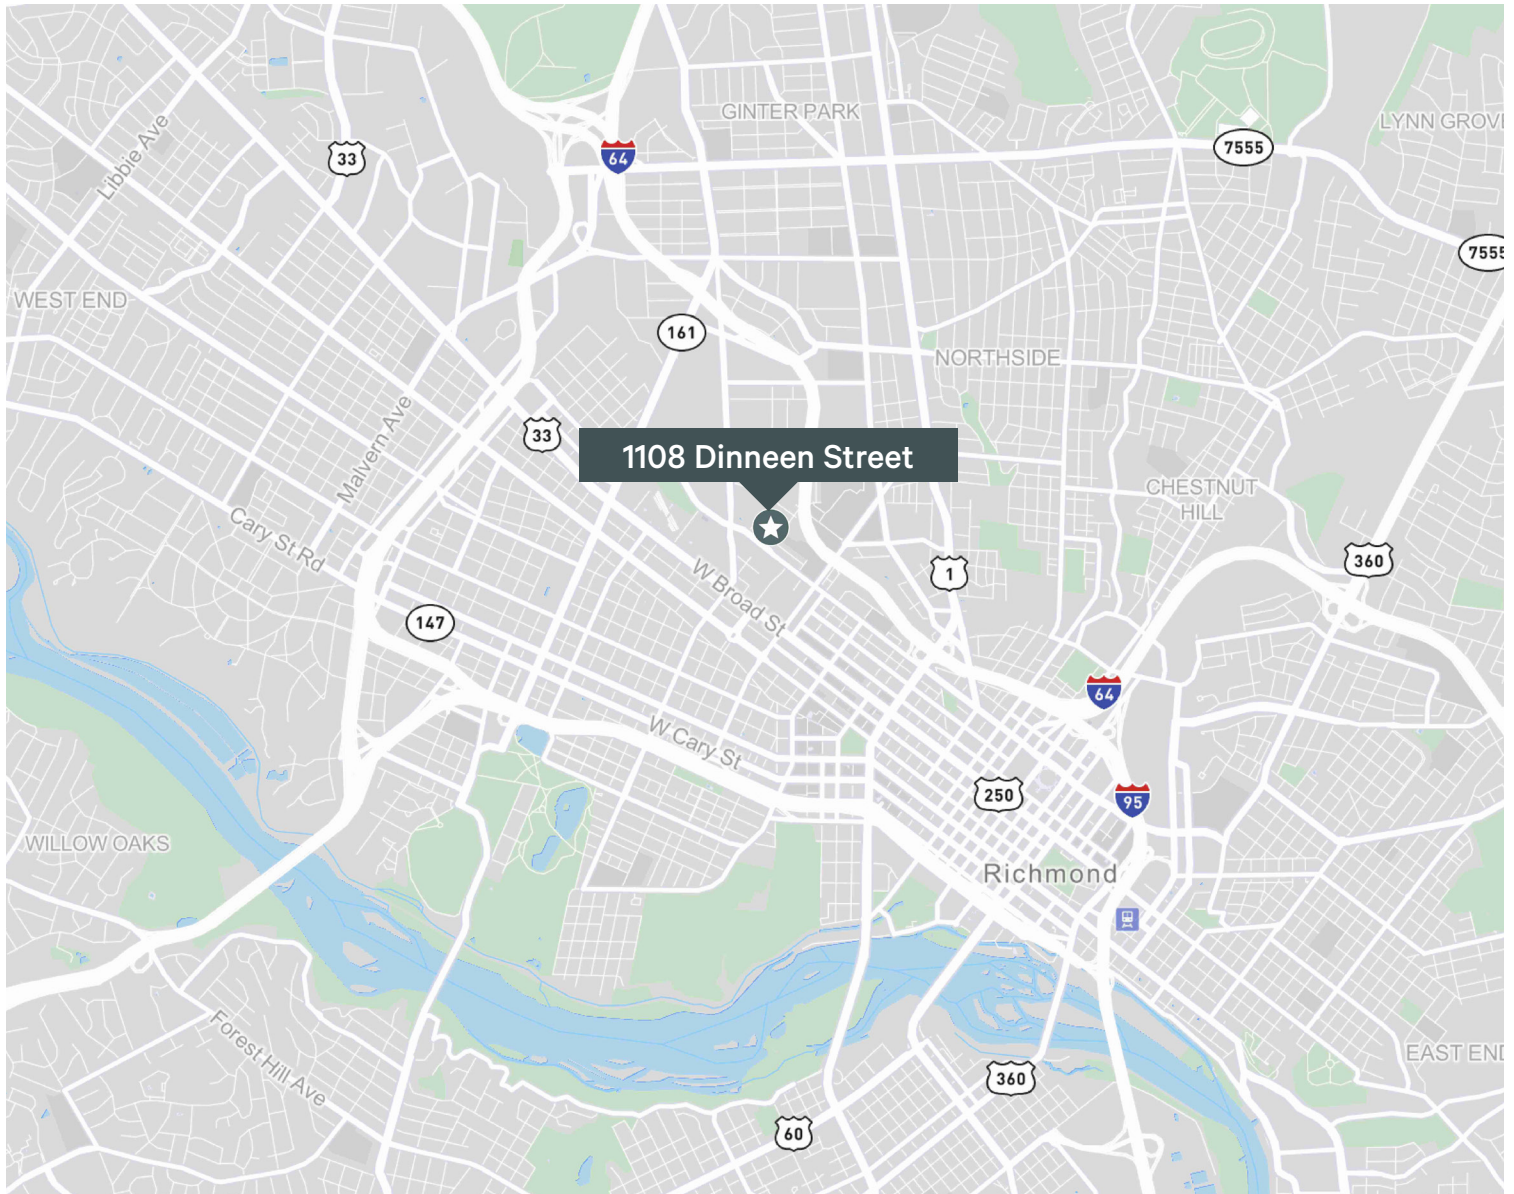 GINTER PARK
LYNN GROVE
Libbie Ave
33
64
7555
7555
WEST END
161
NORTHSIDE
Malvern Ave
33
1108 Dinneen Street
CHESTNUT
HILL
Cary St Rd
W Broad St
1
360
147
64
W Cary St
250
95
WILLOW OAKS
Richmond
Forest Hill Ave
EAST END
360
60